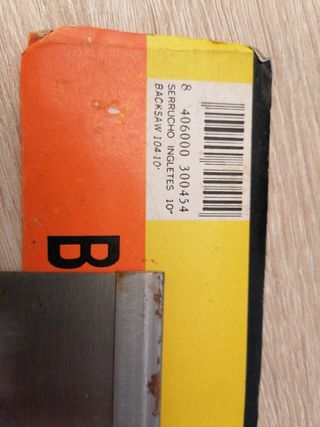 8 406000 300454
SERRUCHO INGLETES 10"
BACKSAW 104-10"
B